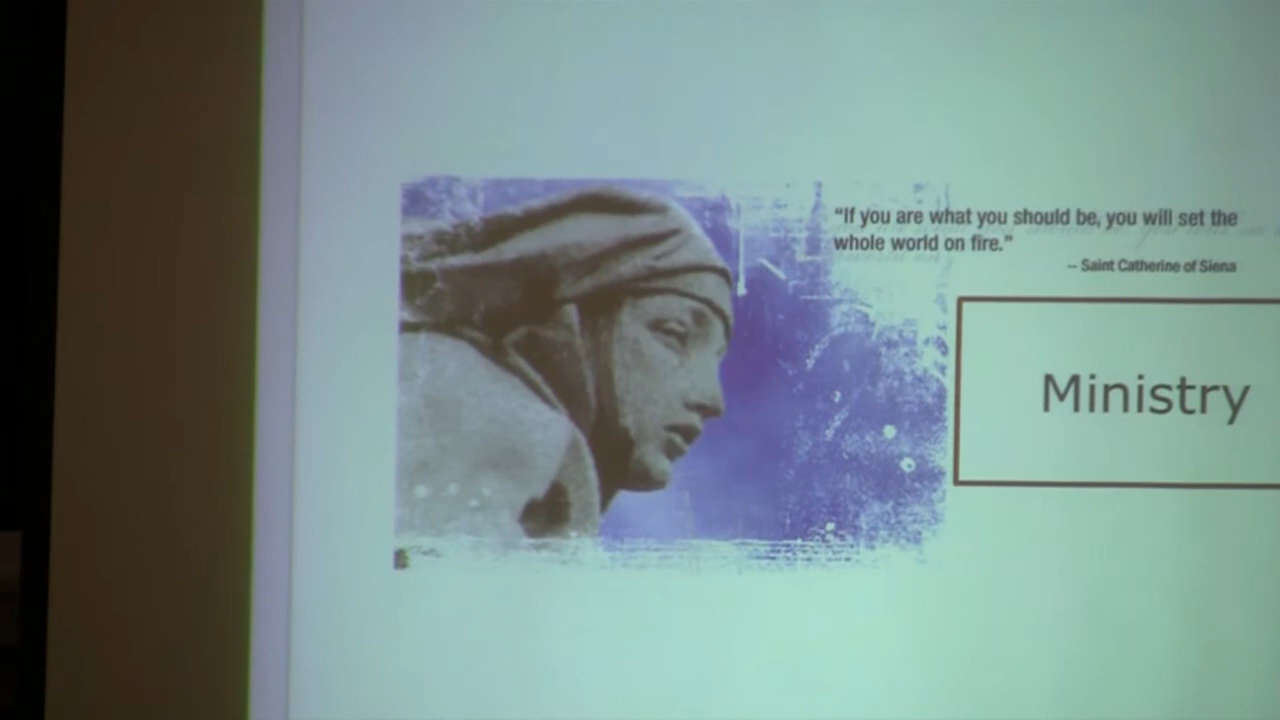 “If you are what you should be, you will set the
whole world on fire.”
– Saint Catherine of Siena
Ministry